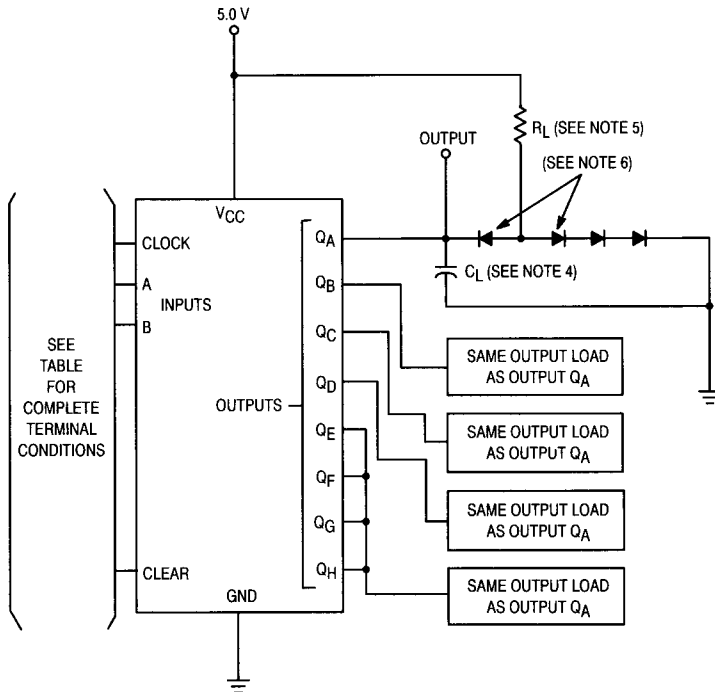 5.0 V
RL (SEE NOTE 5)
OUTPUT
(SEE NOTE 6)
VCC
CLOCK
QA
CL (SEE NOTE 4)
A
QB
INPUTS
B
QC
SEE
TABLE
FOR
COMPLETE
TERMINAL
CONDITIONS
SAME OUTPUT LOAD
AS OUTPUT QA
QD
OUTPUTS
QE
SAME OUTPUT LOAD
AS OUTPUT QA
QF
QG
SAME OUTPUT LOAD
AS OUTPUT QA
QH
CLEAR
GND
SAME OUTPUT LOAD
AS OUTPUT QA